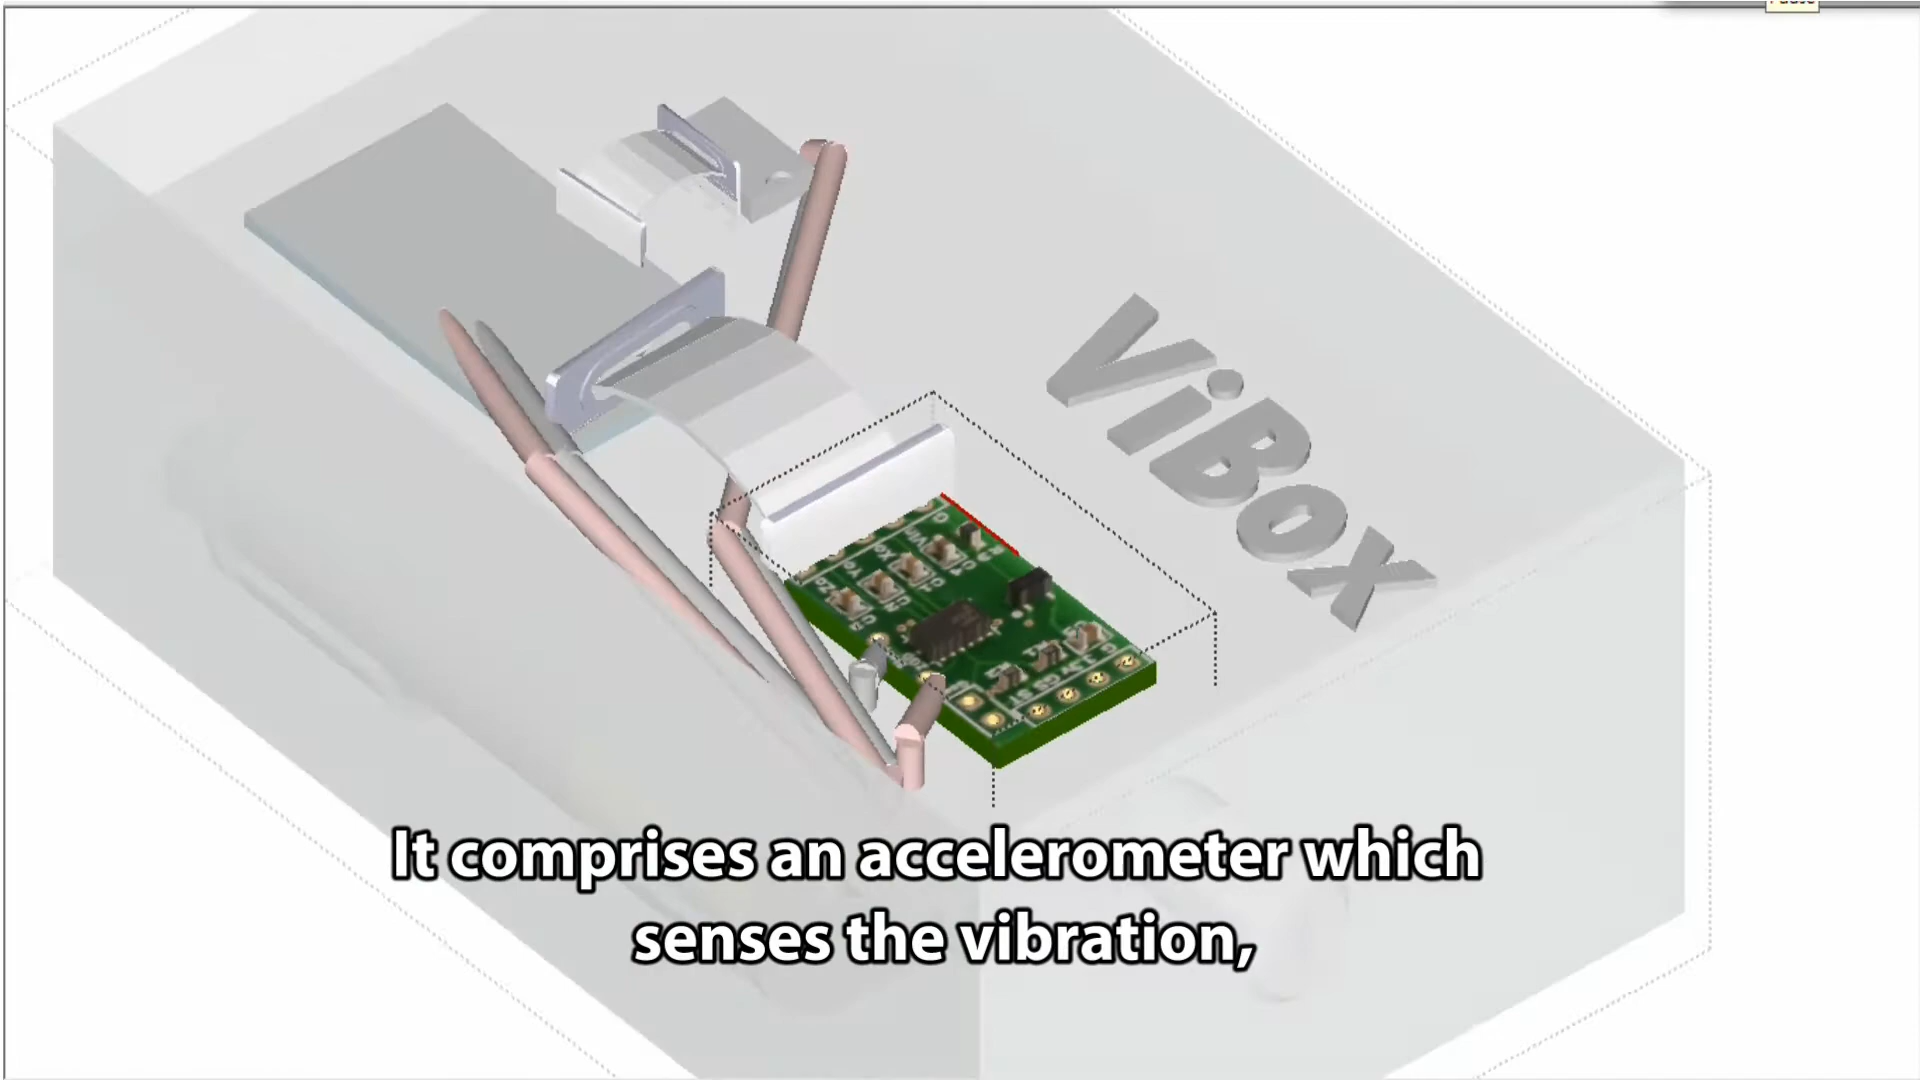 ViBox
It comprises an accelerometer which
senses the vibration,